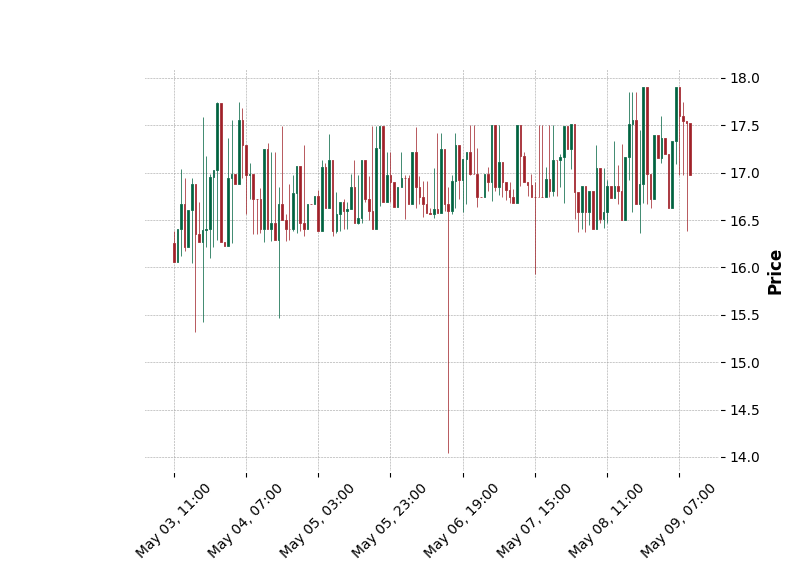 18.0
17.5
17.0
16.5
16.0
15.5
15.0
14.5
14.0
Price
May 03, 11:00
May 04, 07:00
May 05, 03:00
May 05, 23:00
May 06, 19:00
May 07, 15:00
May 08, 11:00
May 09, 07:00